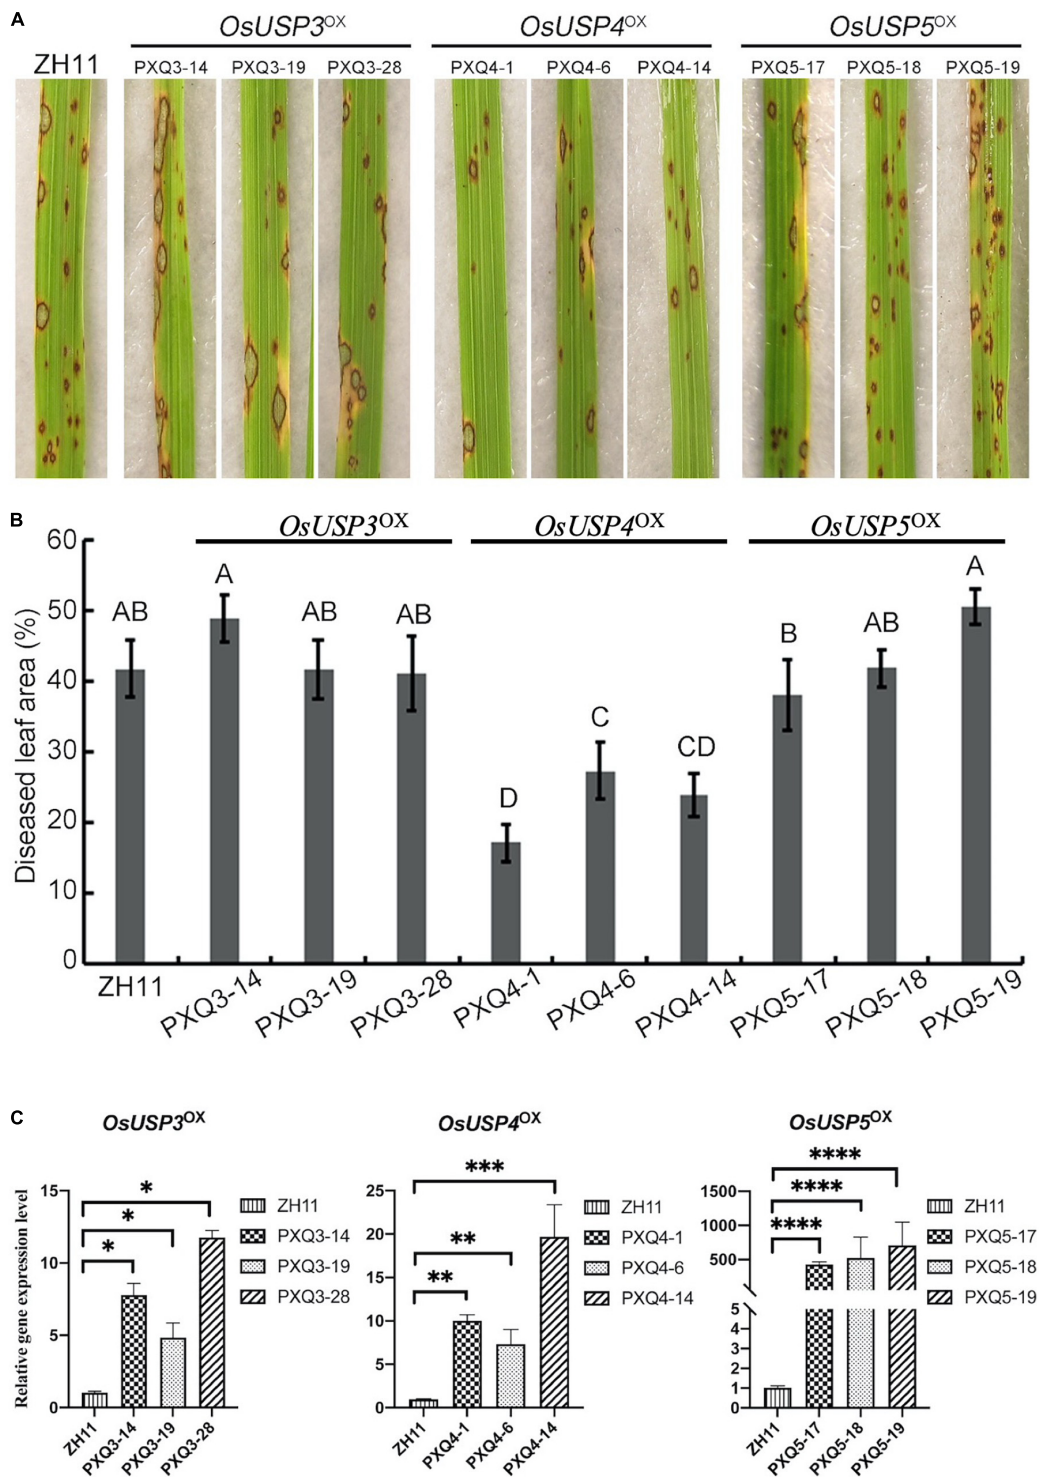 A
OsUSP3OX OsUSP4OX OsUSP5OX
ZH11 PXQ3-14 PXQ3-19 PXQ3-28 PXQ4-1 PXQ4-6 PXQ4-14 PXQ5-17 PXQ5-18 PXQ5-19
B
OsUSP3OX OsUSP4OX OsUSP5OX
Diseased leaf area (%)
60
50
40
30
20
10
0
AB A AB AB D C CD B AB A
ZH11 PXQ3-14 PXQ3-19 PXQ3-28 PXQ4-1 PXQ4-6 PXQ4-14 PXQ5-17 PXQ5-18 PXQ5-19
C
OsUSP3OX
Relative gene expression level
15
10
5
0
*
*
*
ZH11
PXQ3-14
PXQ3-19
PXQ3-28
ZH11 PXQ3-14 PXQ3-19 PXQ3-28
OsUSP4OX
25
20
15
10
5
0
***
**
**
ZH11
PXQ4-1
PXQ4-6
PXQ4-14
ZH11 PXQ4-1 PXQ4-6 PXQ4-14
OsUSP5OX
1500
1000
500
5
4
3
2
1
0
****
****
****
ZH11
PXQ5-17
PXQ5-18
PXQ5-19
ZH11 PXQ5-17 PXQ5-18 PXQ5-19